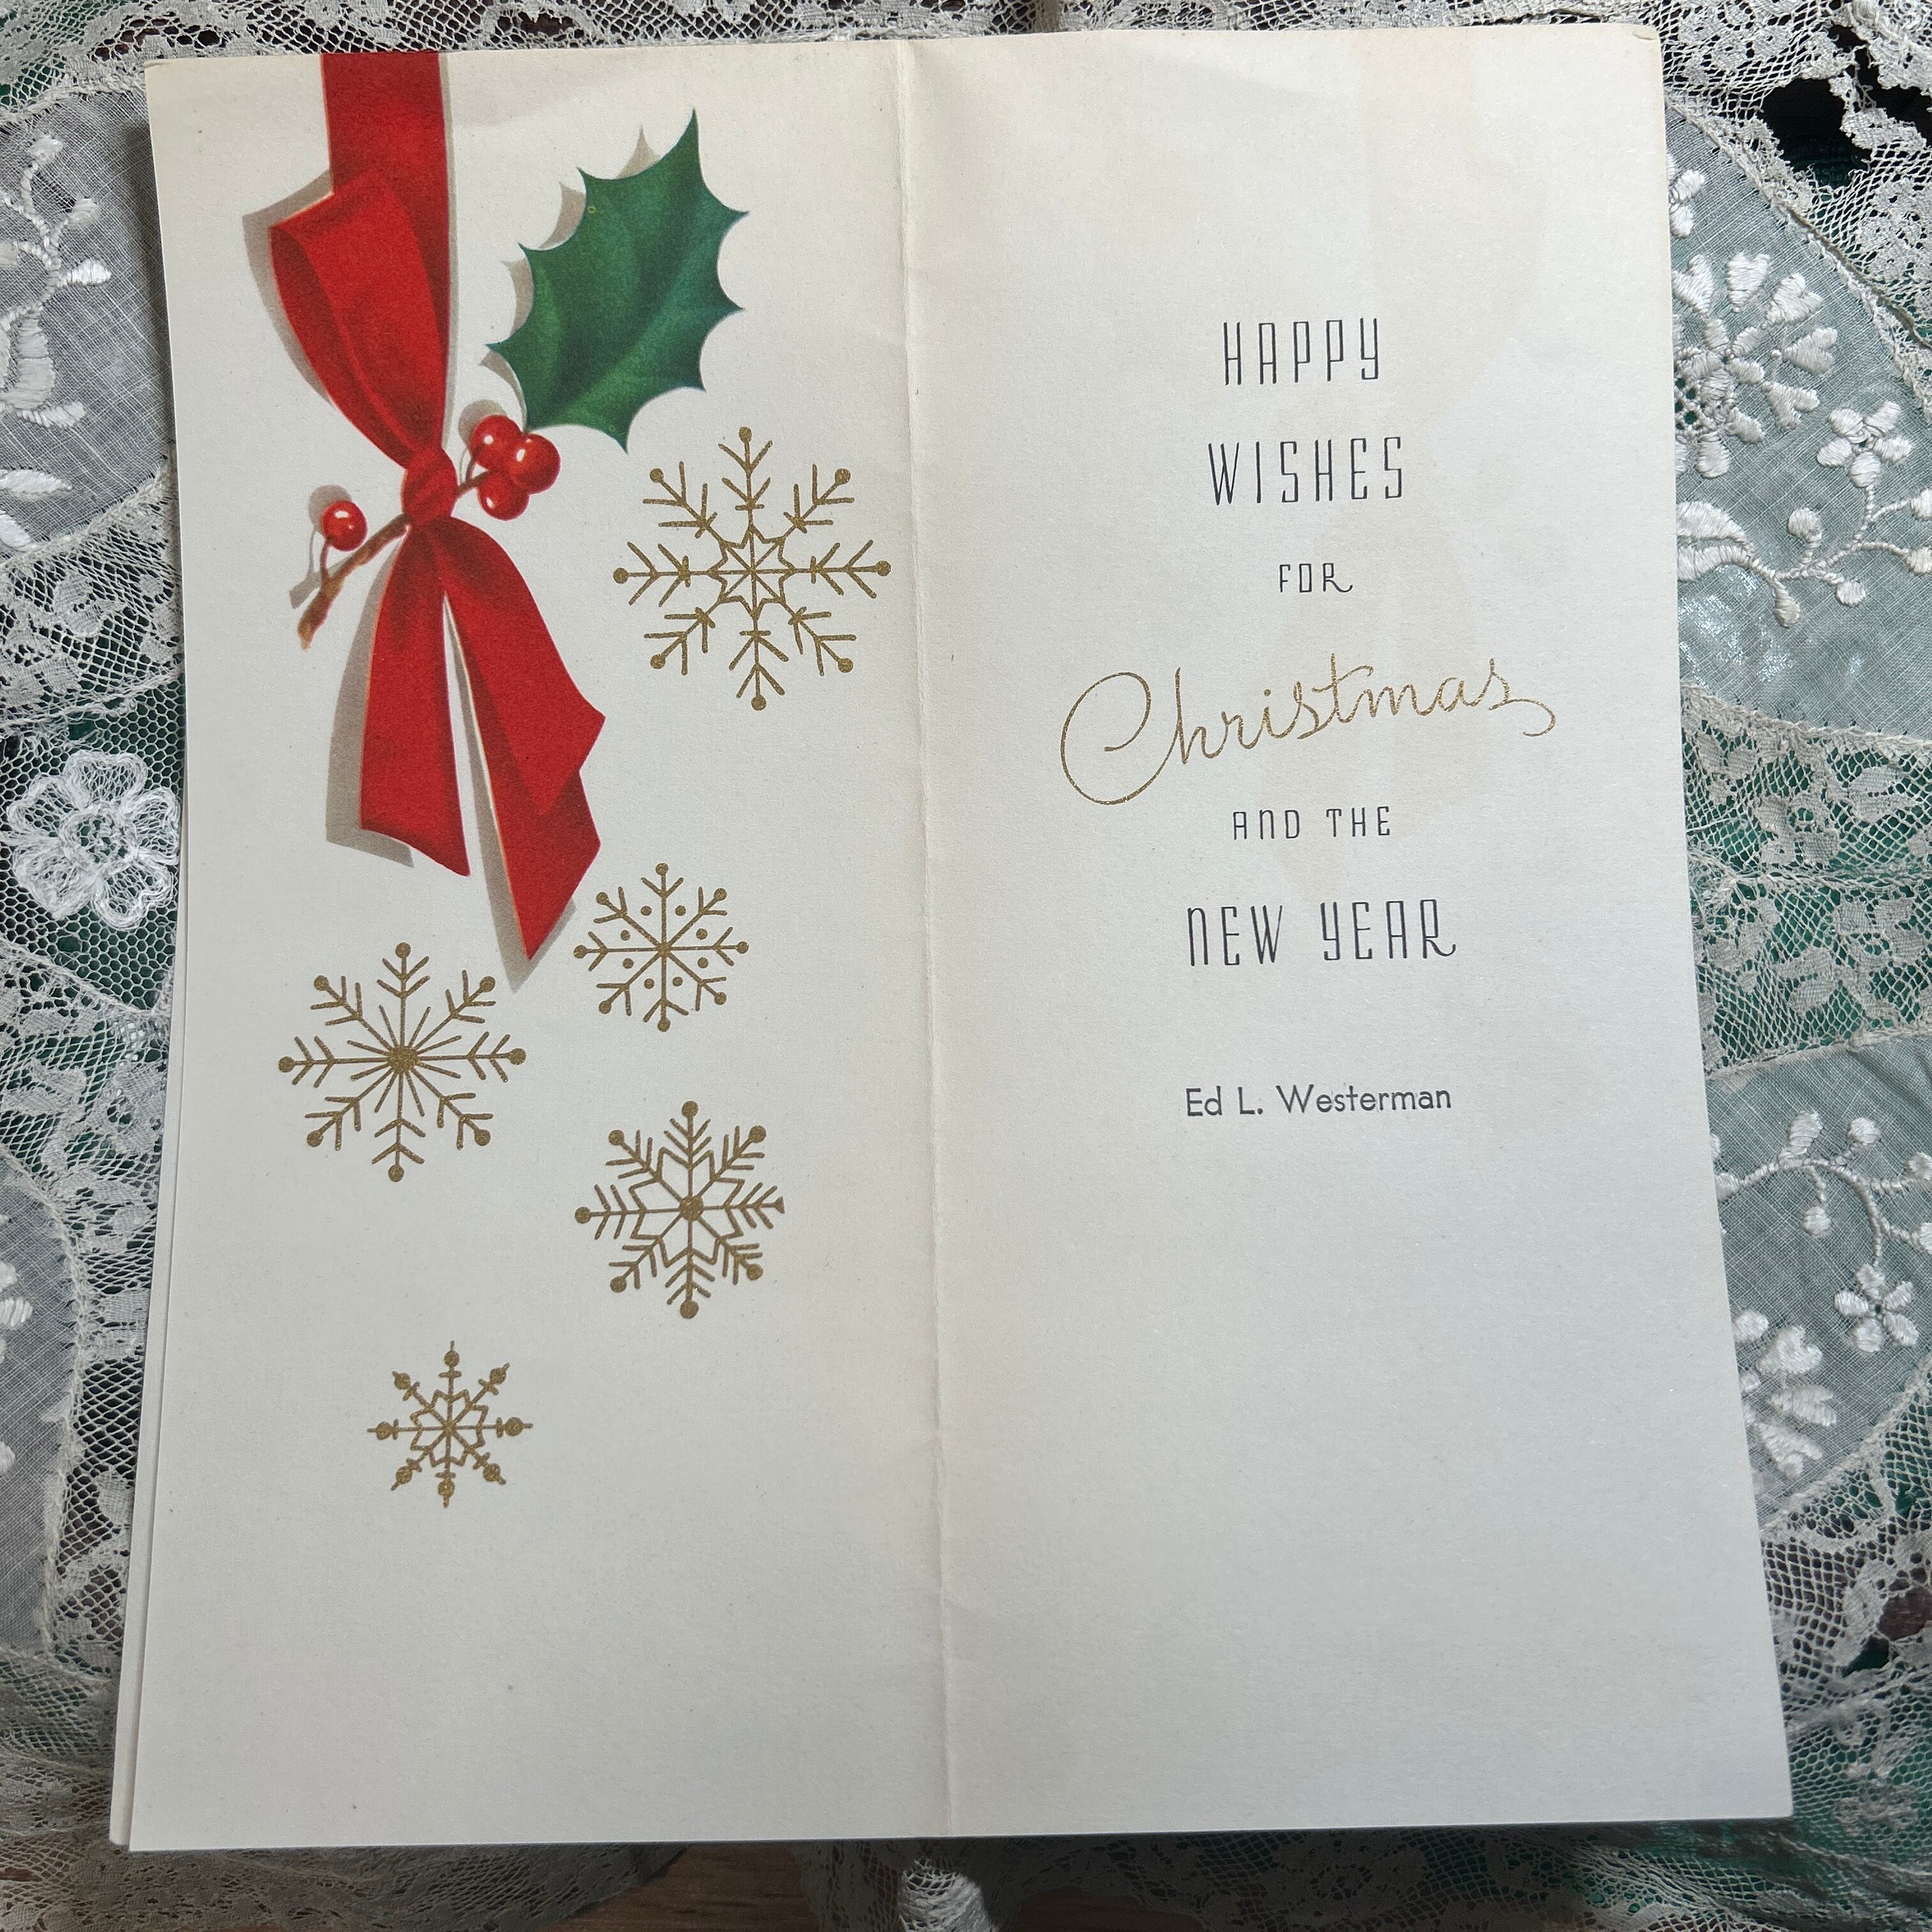 HAPPY
WISHES
FOR
Christmas
AND THE
NEW YEAR
Ed L. Westerman